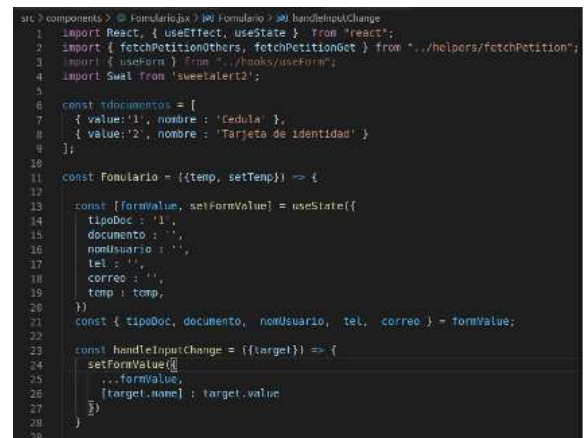 src > components > Fomulario.jsx > Fomulario > handleInputChange
1 import React, { useEffect, useState } from "react";
2 import { fetchPetitionOthers, fetchPetitionGet } from "../helpers/fetchPetition";
3 import { useForm } from "../hooks/useForm";
4 import Swal from 'sweetalert2';
5
6 const tdocumentos = [
7 { value:'1', nombre : 'Cedula' },
8 { value:'2', nombre : 'Tarjeta de identidad' }
9 ];
10
11 const Fomulario = ({temp, setTemp}) => {
12
13 const [formValue, setFormValue] = useState({
14 tipoDoc : '1',
15 documento : '',
16 nomUsuario : '',
17 tel : '',
18 correo : '',
19 temp : temp,
20 })
21 const { tipoDoc, documento, nomUsuario, tel, correo } = formValue;
22
23 const handleInputChange = ({target}) => {
24 setFormValue({
25 ...formValue,
26 [target.name] : target.value
27 })
28 }
29